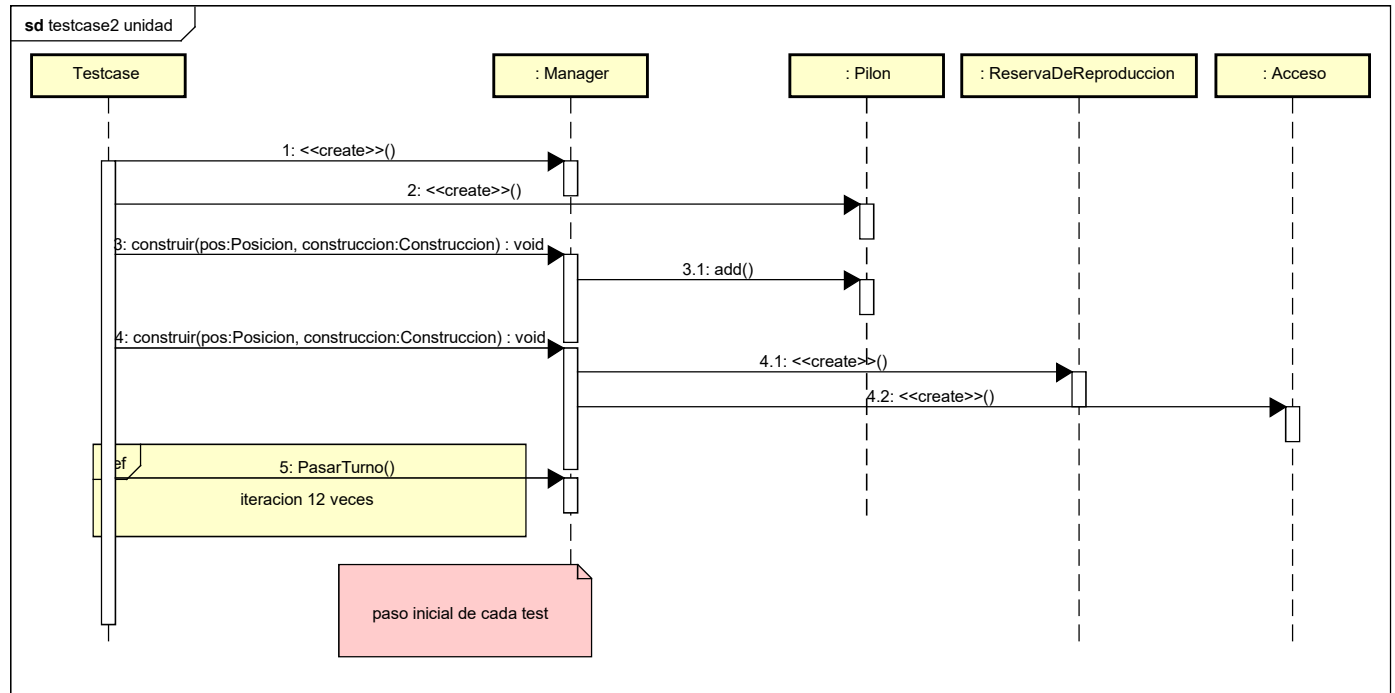 sd testcase2 unidad
Testcase
: Manager
: Pilon
: ReservaDeReproduccion
: Acceso
1: <<create>>()
2: <<create>>()
3: construir(pos:Posicion, construccion:Construccion) : void
3.1: add()
4: construir(pos:Posicion, construccion:Construccion) : void
4.1: <<create>>()
4.2: <<create>>()
ef
5: PasarTurno()
iteracion 12 veces
paso inicial de cada test